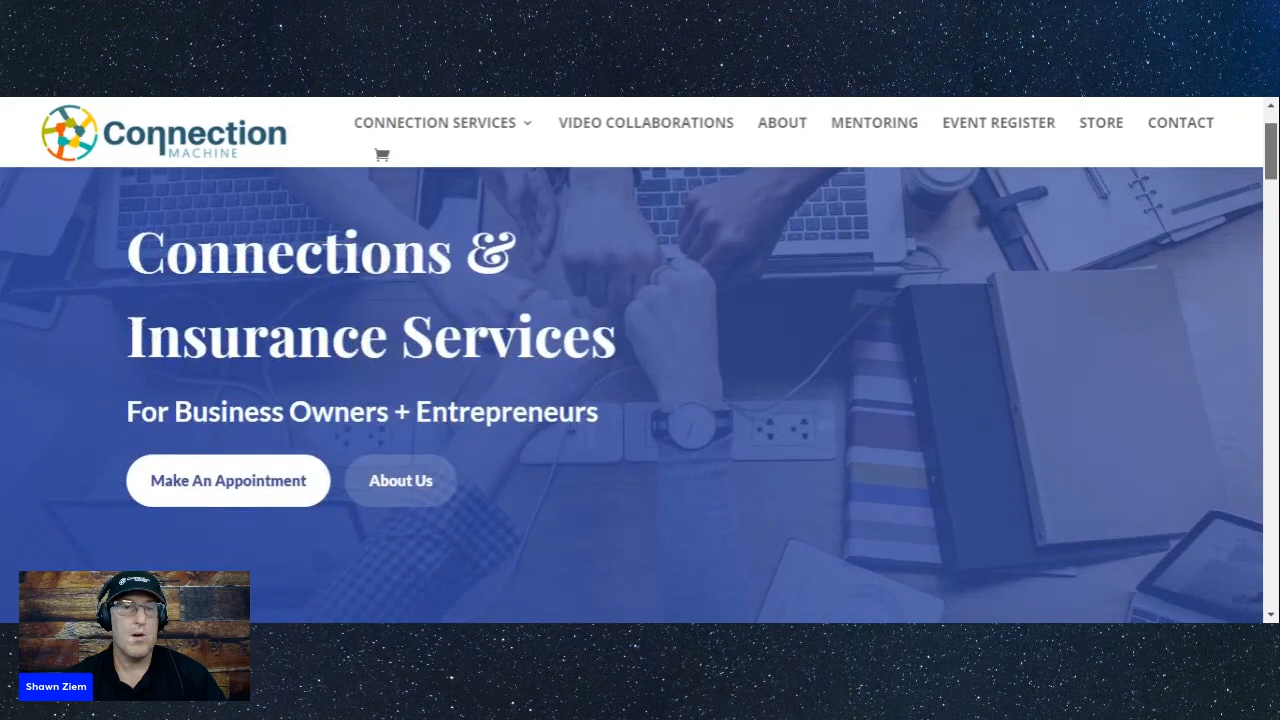 Connection
MACHINE
CONNECTION SERVICES VIDEO COLLABORATIONS ABOUT MENTORING EVENT REGISTER STORE CONTACT
Connections &
Insurance Services
For Business Owners + Entrepreneurs
Make An Appointment About Us
Shawn Ziem